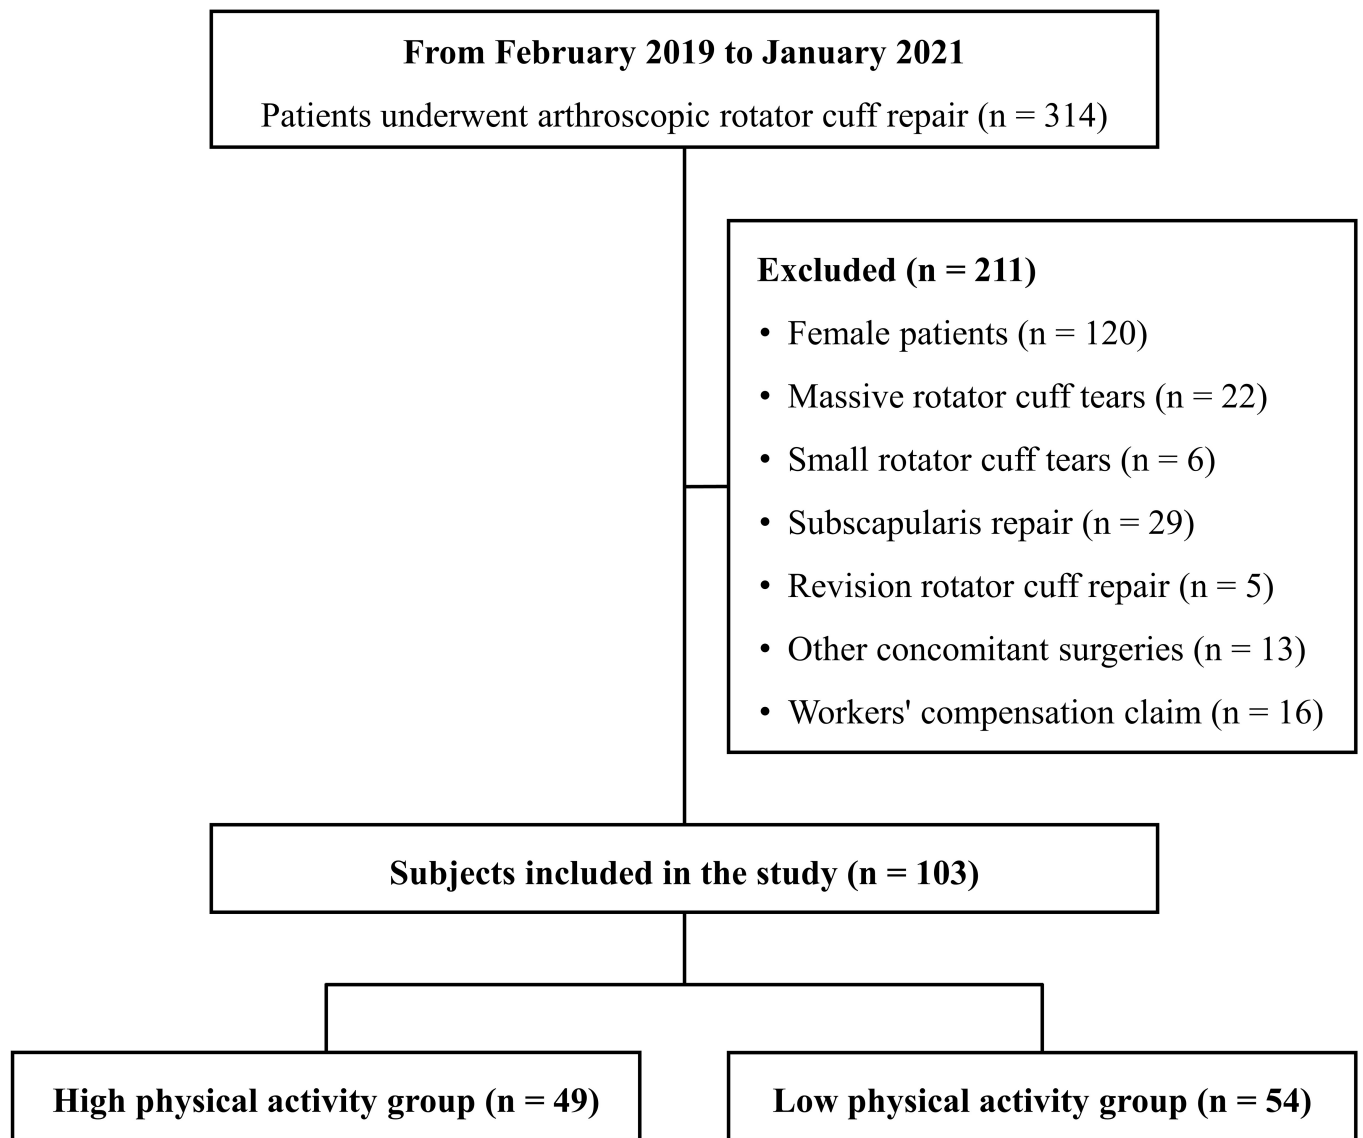 From February 2019 to January 2021
Patients underwent arthroscopic rotator cuff repair (n = 314)
Excluded (n = 211)
• Female patients (n = 120)
• Massive rotator cuff tears (n = 22)
• Small rotator cuff tears (n = 6)
• Subscapularis repair (n = 29)
• Revision rotator cuff repair (n = 5)
• Other concomitant surgeries (n = 13)
• Workers' compensation claim (n = 16)
Subjects included in the study (n = 103)
High physical activity group (n = 49)
Low physical activity group (n = 54)